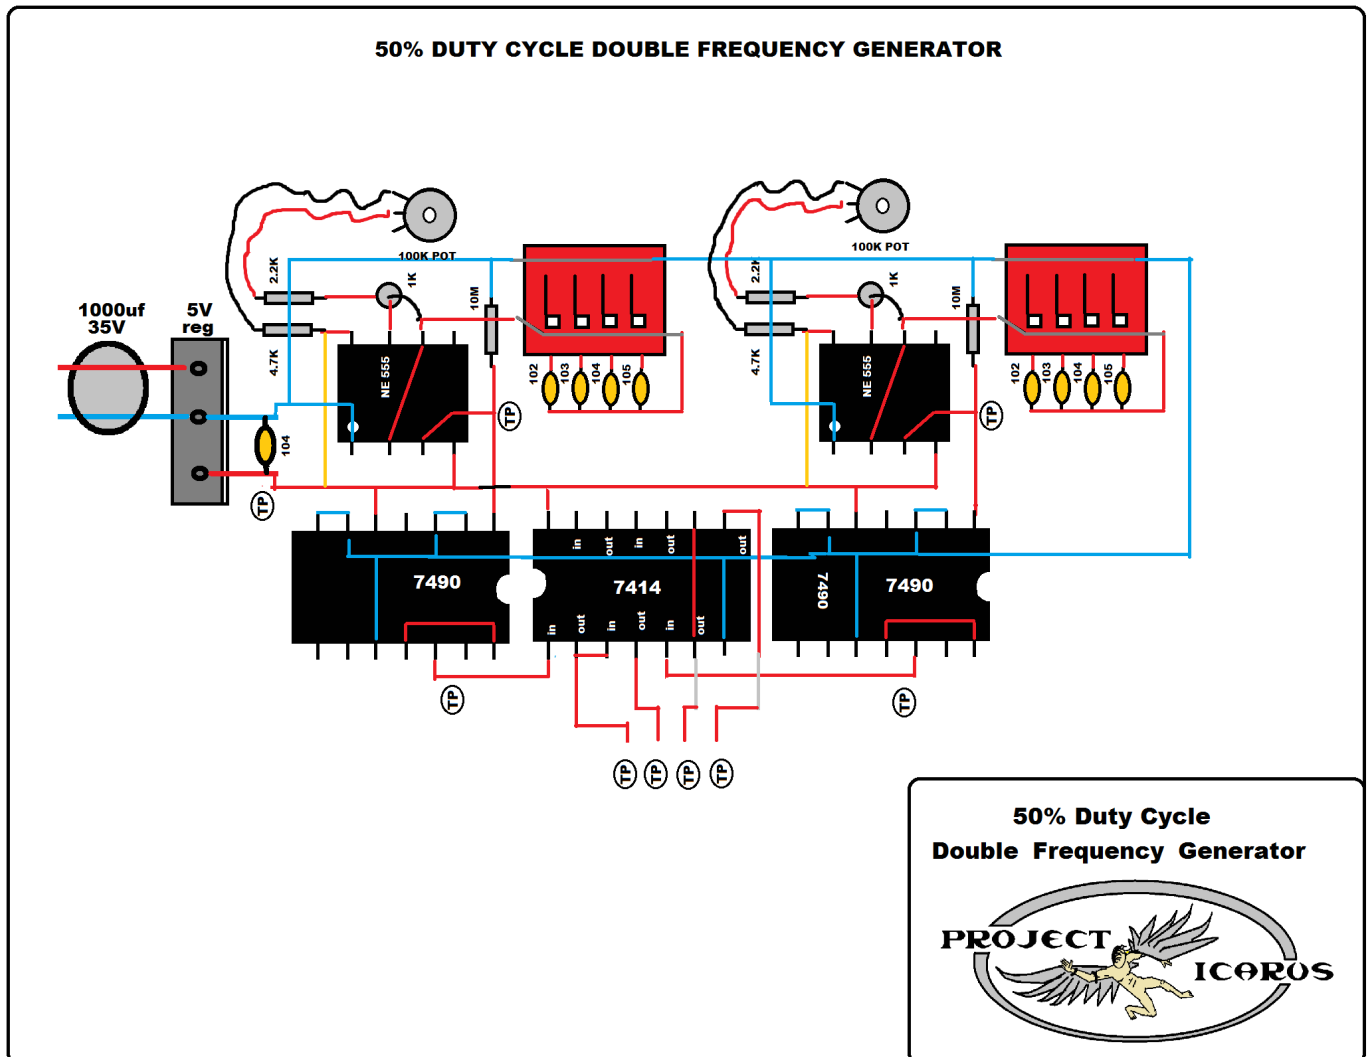 50% DUTY CYCLE DOUBLE FREQUENCY GENERATOR
100K POT
100K POT
2.2K
1K
10M
2.2K
1K
10M
1000uf
35V
5V
reg
4.7K
NE 555
102
103
104
105
4.7K
NE 555
102
103
104
105
TP
TP
104
TP
in
out
in
out
out
7490
7414
7490
7490
in
out
in
out
in
out
TP
TP
TP
TP
TP
TP
50% Duty Cycle
Double Frequency Generator
PROJECT
ICAROS